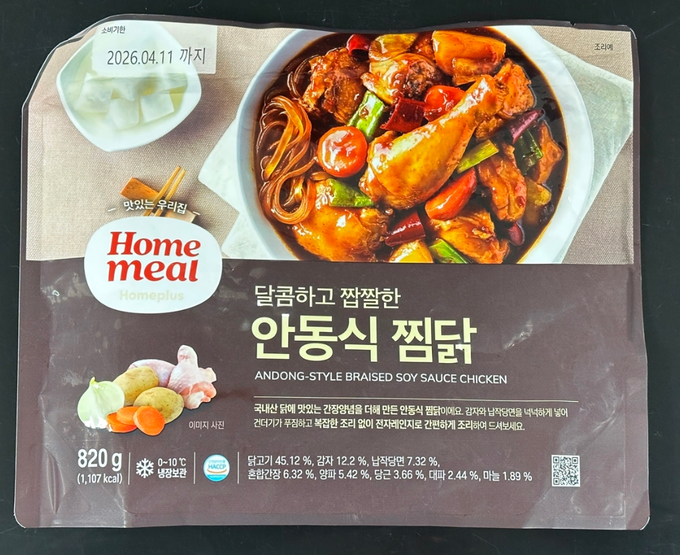 소비기한
2026.04.11 까지
조리예
맛있는 우리집
Home
meal
Homeplus
달콤하고 짭짤한
안동식 찜닭
ANDONG-STYLE BRAISED SOY SAUCE CHICKEN
국내산 닭에 맛있는 간장양념을 더해 만든 안동식 찜닭이에요. 감자와 납작당면을 넉넉하게 넣어
건더기가 푸짐하고 복잡한 조리 없이 전자레인지로 간편하게 조리하여 드셔보세요.
이미지 사진
820 g
(1,107 kcal)
0~10 ℃
냉장보관
HACCP
닭고기 45.12 %, 감자 12.2 %, 납작당면 7.32 %,
혼합간장 6.32 %, 양파 5.42 %, 당근 3.66 %, 대파 2.44 %, 마늘 1.89 %